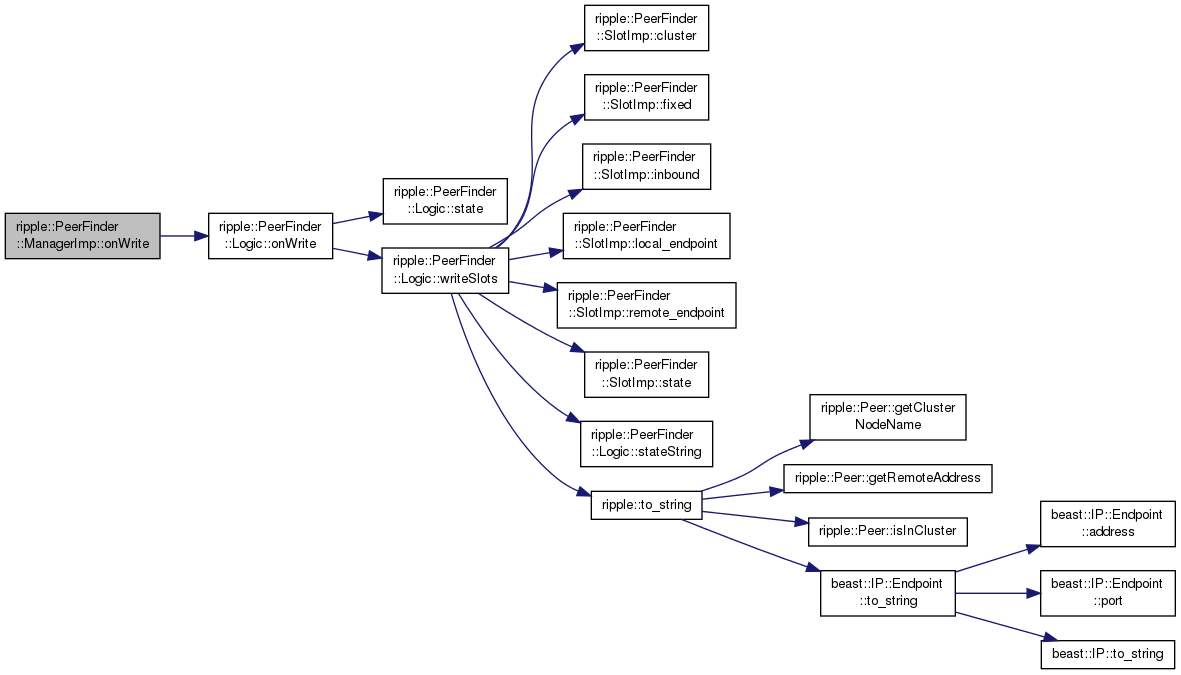 ripple::PeerFinder
::ManagerImp::onWrite
ripple::PeerFinder
::Logic::onWrite
ripple::PeerFinder
::Logic::state
ripple::PeerFinder
::Logic::writeSlots
ripple::PeerFinder
::SlotImp::cluster
ripple::PeerFinder
::SlotImp::fixed
ripple::PeerFinder
::SlotImp::inbound
ripple::PeerFinder
::SlotImp::local_endpoint
ripple::PeerFinder
::SlotImp::remote_endpoint
ripple::PeerFinder
::SlotImp::state
ripple::PeerFinder
::Logic::stateString
ripple::to_string
ripple::Peer::getCluster
NodeName
ripple::Peer::getRemoteAddress
ripple::Peer::isInCluster
beast::IP::Endpoint
::to_string
beast::IP::Endpoint
::address
beast::IP::Endpoint
::port
beast::IP::to_string